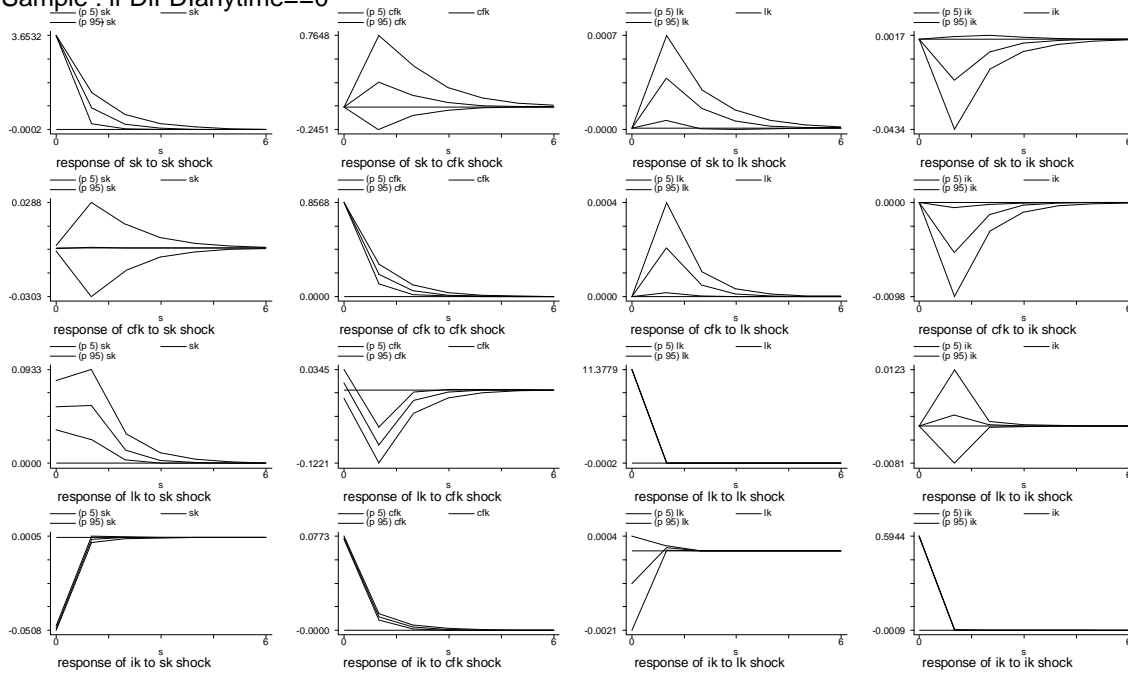 Sample :
(p 5) sk sk
(p 95) sk
(p 5) cfk cfk
(p 95) cfk
(p 5) lk lk
(p 95) lk
(p 5) ik ik
(p 95) ik
3.6532
-0.0002
0 6
s
response of sk to sk shock
0.7648
-0.2451
0 6
s
response of sk to cfk shock
0.0007
-0.0000
0 6
s
response of sk to lk shock
0.0017
-0.0434
0 6
s
response of sk to ik shock
(p 5) sk sk
(p 95) sk
(p 5) cfk cfk
(p 95) cfk
(p 5) lk lk
(p 95) lk
(p 5) ik ik
(p 95) ik
0.0288
-0.0303
0 6
s
response of cfk to sk shock
0.8568
0.0000
0 6
s
response of cfk to cfk shock
0.0004
0.0000
0 6
s
response of cfk to lk shock
0.0000
-0.0098
0 6
s
response of cfk to ik shock
(p 5) sk sk
(p 95) sk
(p 5) cfk cfk
(p 95) cfk
(p 5) lk lk
(p 95) lk
(p 5) ik ik
(p 95) ik
0.0933
0.0000
0 6
s
response of lk to sk shock
0.0345
-0.1221
0 6
s
response of lk to cfk shock
11.3779
-0.0002
0 6
s
response of lk to lk shock
0.0123
-0.0081
0 6
s
response of lk to ik shock
(p 5) sk sk
(p 95) sk
(p 5) cfk cfk
(p 95) cfk
(p 5) lk lk
(p 95) lk
(p 5) ik ik
(p 95) ik
0.0005
-0.0508
0 6
s
response of ik to sk shock
0.0773
-0.0000
0 6
s
response of ik to cfk shock
0.0004
-0.0021
0 6
s
response of ik to lk shock
0.5944
-0.0009
0 6
s
response of ik to ik shock